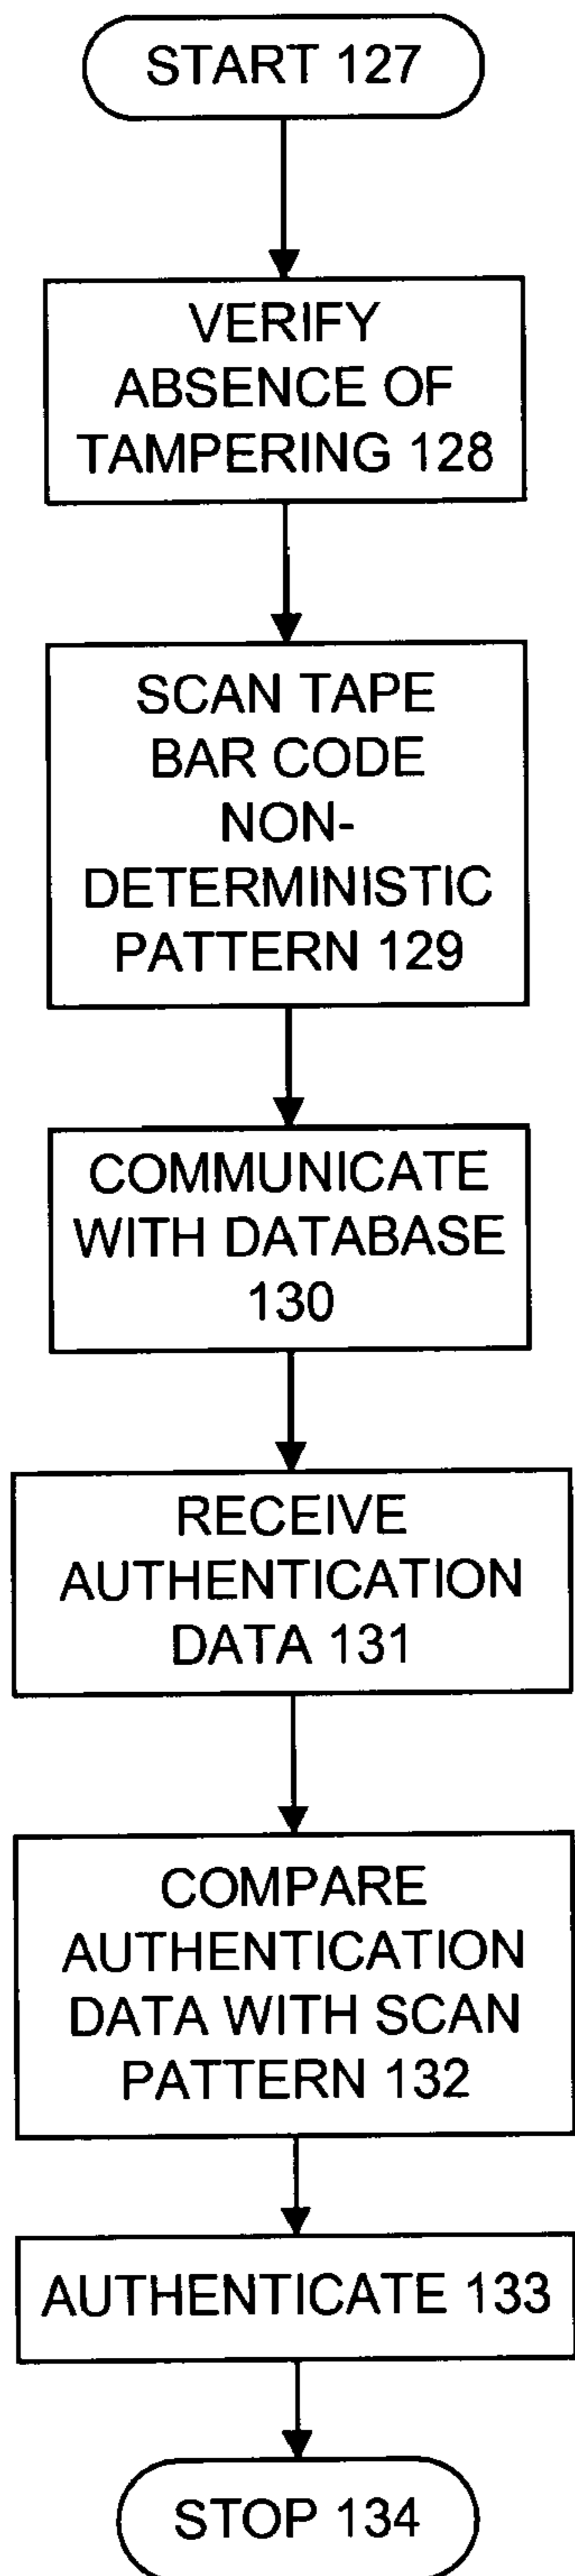 START 127
VERIFY
ABSENCE OF
TAMPERING 128
SCAN TAPE
BAR CODE
NON-
DETERMINISTIC
PATTERN 129
COMMUNICATE
WITH DATABASE
130
RECEIVE
AUTHENTICATION
DATA 131
COMPARE
AUTHENTICATION
DATA WITH SCAN
PATTERN 132
AUTHENTICATE 133
STOP 134